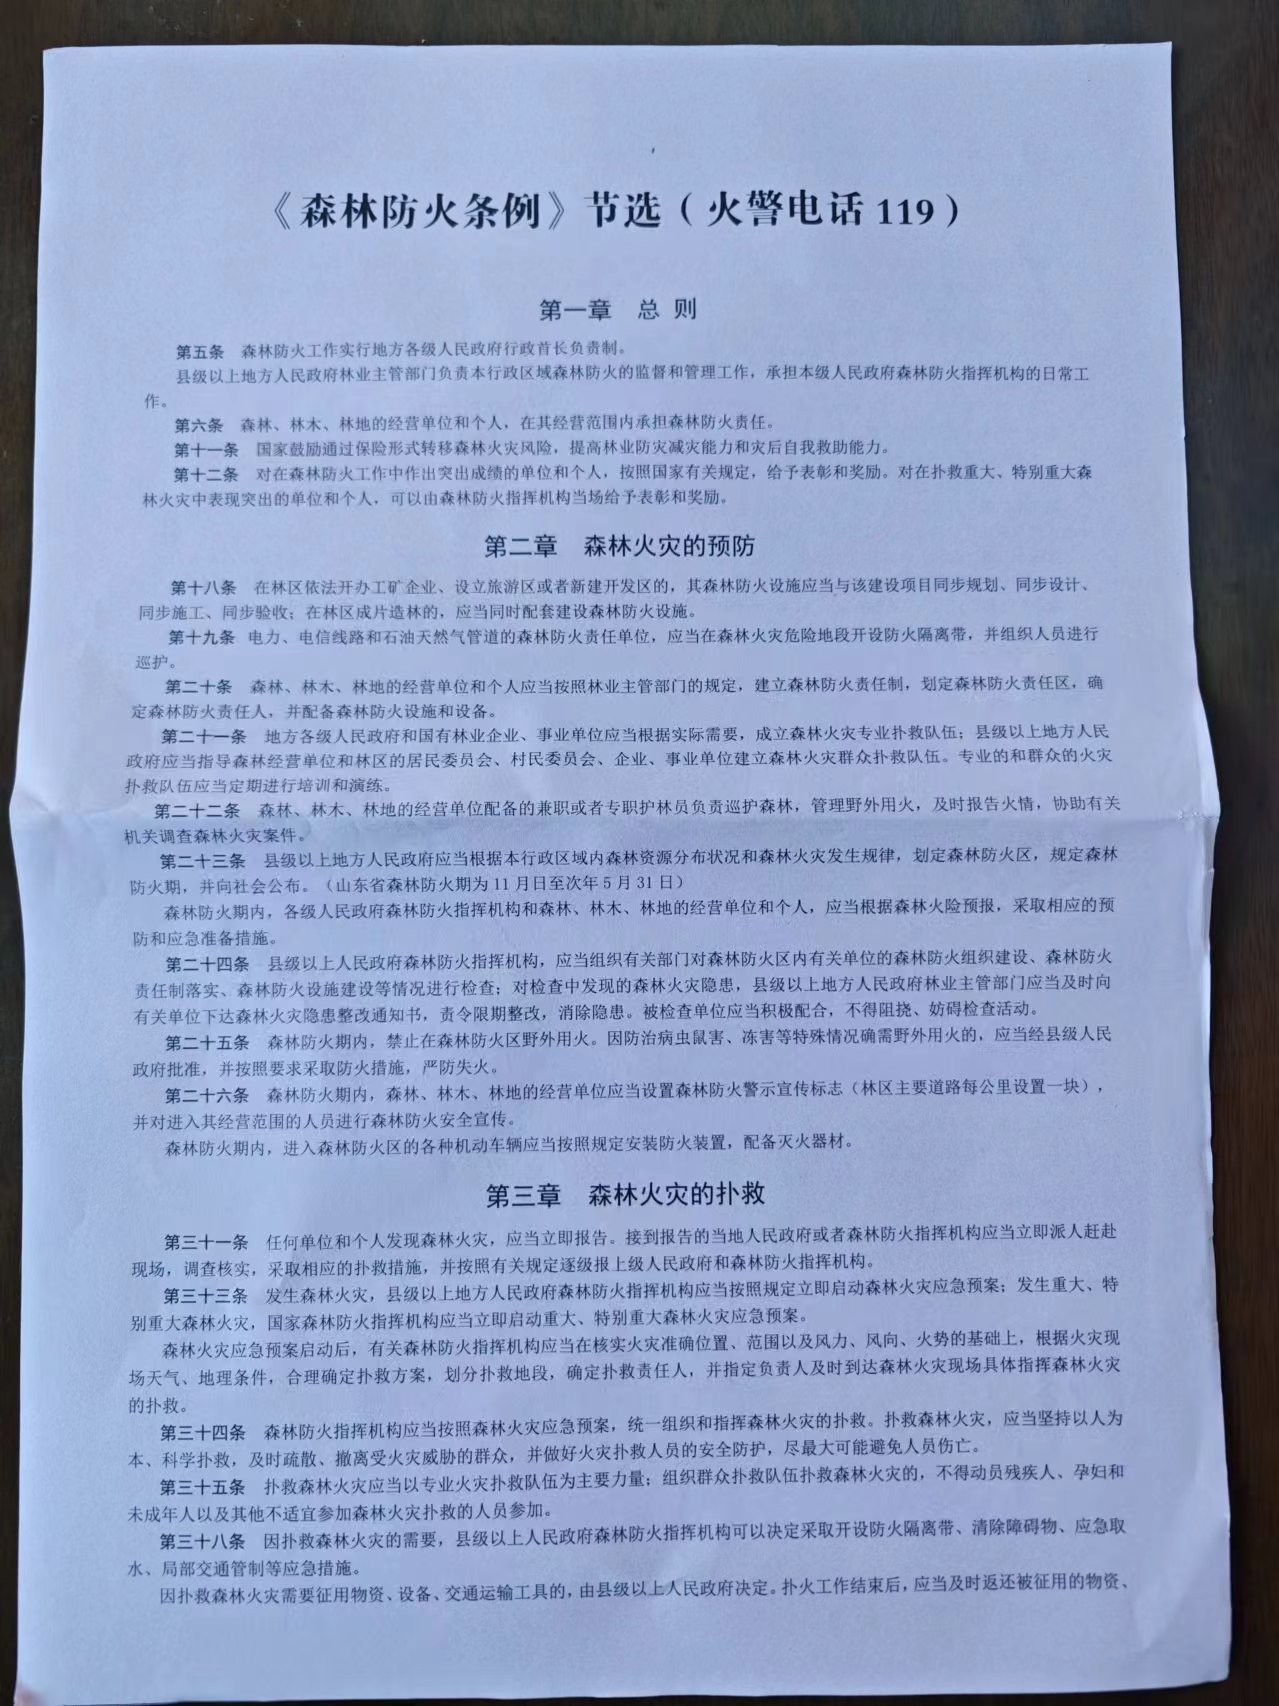 《森林防火条例》节选（火警电话119）
第一章 总 则
第五条 森林防火工作实行地方各级人民政府行政首长负责制。
县级以上地方人民政府林业主管部门负责本行政区域森林防火的监督和管理工作，承担本级人民政府森林防火指挥机构的日常工
作。
第六条 森林、林木、林地的经营单位和个人，在其经营范围内承担森林防火责任。
第十一条 国家鼓励通过保险形式转移森林火灾风险，提高林业防灾减灾能力和灾后自我救助能力。
第十二条 对在森林防火工作中作出突出成绩的单位和个人，按照国家有关规定，给予表彰和奖励。对在扑救重大、特别重大森
林火灾中表现突出的单位和个人，可以由森林防火指挥机构当场给予表彰和奖励。
第二章 森林火灾的预防
第十八条 在林区依法开办工矿企业、设立旅游区或者新建开发区的，其森林防火设施应当与该建设项目同步规划、同步设计、
同步施工、同步验收；在林区成片造林的，应当同时配套建设森林防火设施。
第十九条 电力、电信线路和石油天然气管道的森林防火责任单位，应当在森林火灾危险地段开设防火隔离带，并组织人员进行
巡护。
第二十条 森林、林木、林地的经营单位和个人应当按照林业主管部门的规定，建立森林防火责任制，划定森林防火责任区，确
定森林防火责任人，并配备森林防火设施和设备。
第二十一条 地方各级人民政府和国有林业企业、事业单位应当根据实际需要，成立森林火灾专业扑救队伍；县级以上地方人民
政府应当指导森林经营单位和林区的居民委员会、村民委员会、企业、事业单位建立森林火灾群众扑救队伍。专业的和群众的火灾
扑救队伍应当定期进行培训和演练。
第二十二条 森林、林木、林地的经营单位配备的兼职或者专职护林员负责巡护森林，管理野外用火，及时报告火情，协助有关
机关调查森林火灾案件。
第二十三条 县级以上地方人民政府应当根据本行政区域内森林资源分布状况和森林火灾发生规律，划定森林防火区，规定森林
防火期，并向社会公布。（山东省森林防火期为11月日至次年5月31日）
森林防火期内，各级人民政府森林防火指挥机构和森林、林木、林地的经营单位和个人，应当根据森林火险预报，采取相应的预
防和应急准备措施。
第二十四条 县级以上人民政府森林防火指挥机构，应当组织有关部门对森林防火区内有关单位的森林防火组织建设、森林防火
责任制落实、森林防火设施建设等情况进行检查；对检查中发现的森林火灾隐患，县级以上地方人民政府林业主管部门应当及时向
有关单位下达森林火灾隐患整改通知书，责令限期整改，消除隐患。被检查单位应当积极配合，不得阻挠、妨碍检查活动。
第二十五条 森林防火期内，禁止在森林防火区野外用火。因防治病虫鼠害、冻害等特殊情况确需野外用火的，应当经县级人民
政府批准，并按照要求采取防火措施，严防失火。
第二十六条 森林防火期内，森林、林木、林地的经营单位应当设置森林防火警示宣传标志（林区主要道路每公里设置一块），
并对进入其经营范围的人员进行森林防火安全宣传。
森林防火期内，进入森林防火区的各种机动车辆应当按照规定安装防火装置，配备灭火器材。
第三章 森林火灾的扑救
第三十一条 任何单位和个人发现森林火灾，应当立即报告。接到报告的当地人民政府或者森林防火指挥机构应当立即派人赶赴
现场，调查核实，采取相应的扑救措施，并按照有关规定逐级报上级人民政府和森林防火指挥机构。
第三十三条 发生森林火灾，县级以上地方人民政府森林防火指挥机构应当按照规定立即启动森林火灾应急预案；发生重大、特
别重大森林火灾，国家森林防火指挥机构应当立即启动重大、特别重大森林火灾应急预案。
森林火灾应急预案启动后，有关森林防火指挥机构应当在核实火灾准确位置、范围以及风力、风向、火势的基础上，根据火灾现
场天气、地理条件，合理确定扑救方案，划分扑救地段，确定扑救责任人，并指定负责人及时到达森林火灾现场具体指挥森林火灾
的扑救。
第三十四条 森林防火指挥机构应当按照森林火灾应急预案，统一组织和指挥森林火灾的扑救。扑救森林火灾，应当坚持以人为
本、科学扑救，及时疏散、撤离受火灾威胁的群众，并做好火灾扑救人员的安全防护，尽最大可能避免人员伤亡。
第三十五条 扑救森林火灾应当以专业火灾扑救队伍为主要力量；组织群众扑救队伍扑救森林火灾的，不得动员残疾人、孕妇和
未成年人以及其他不适宜参加森林火灾扑救的人员参加。
第三十八条 因扑救森林火灾的需要，县级以上人民政府森林防火指挥机构可以决定采取开设防火隔离带、清除障碍物、应急取
水、局部交通管制等应急措施。
因扑救森林火灾需要征用物资、设备、交通运输工具的，由县级以上人民政府决定。扑火工作结束后，应当及时返还被征用的物资、